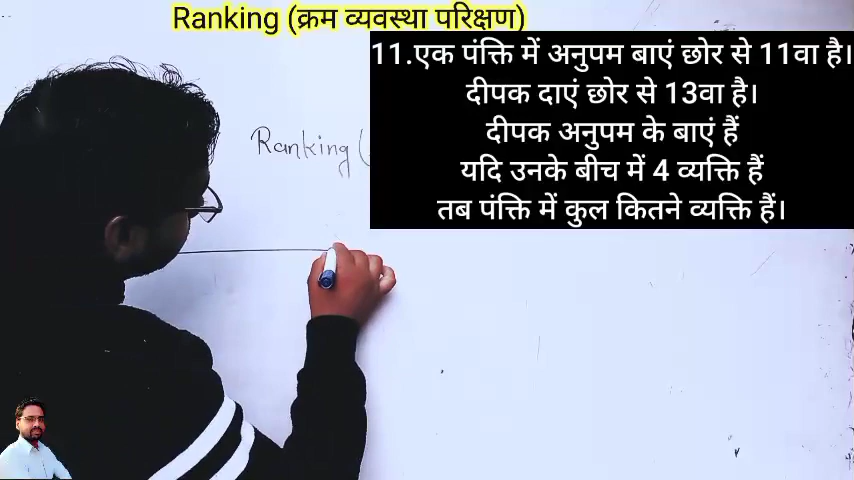 Ranking (क्रम व्यवस्था परिक्षण)
11.एक पंक्ति में अनुपम बाएं छोर से 11वा है।
दीपक दाएं छोर से 13वा है।
दीपक अनुपम के बाएं हैं
यदि उनके बीच में 4 व्यक्ति हैं
तब पंक्ति में कुल कितने व्यक्ति हैं।
Ranking (